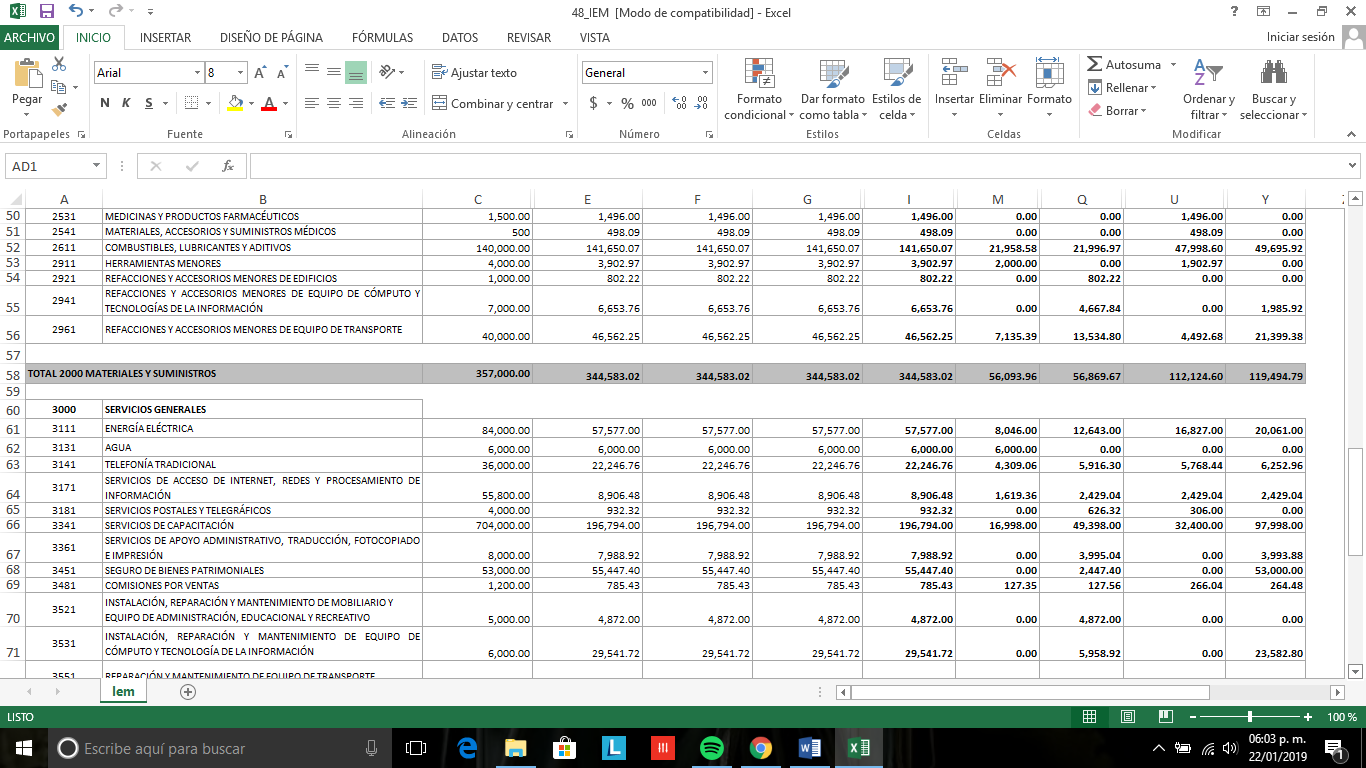 48_IEM [Modo de compatibilidad] - Excel
ARCHIVO INICIO INSERTAR DISEÑO DE PÁGINA FÓRMULAS DATOS REVISAR VISTA Iniciar sesión
Pegar
Arial 8
Ajustar texto
General
N K S
Combinar y centrar
$ % 000
Formato condicional
Dar formato como tabla
Estilos de celda
Insertar Eliminar Formato
Autosuma
Rellenar
Borrar
Ordenar y filtrar
Buscar y seleccionar
Portapapeles Fuente Alineación Número Estilos Celdas Modificar
AD1 fx
A B C E F G I M Q U Y
50 2531 MEDICINAS Y PRODUCTOS FARMACÉUTICOS 1,500.00 1,496.00 1,496.00 1,496.00 1,496.00 0.00 0.00 1,496.00 0.00
51 2541 MATERIALES, ACCESORIOS Y SUMINISTROS MÉDICOS 500 498.09 498.09 498.09 498.09 0.00 0.00 498.09 0.00
52 2611 COMBUSTIBLES, LUBRICANTES Y ADITIVOS 140,000.00 141,650.07 141,650.07 141,650.07 141,650.07 21,958.58 21,996.97 47,998.60 49,695.92
53 2911 HERRAMIENTAS MENORES 4,000.00 3,902.97 3,902.97 3,902.97 3,902.97 2,000.00 0.00 1,902.97 0.00
54 2921 REFACCIONES Y ACCESORIOS MENORES DE EDIFICIOS 1,000.00 802.22 802.22 802.22 802.22 0.00 802.22 0.00 0.00
2941 REFACCIONES Y ACCESORIOS MENORES DE EQUIPO DE CÓMPUTO Y
55 TECNOLOGÍAS DE LA INFORMACIÓN 7,000.00 6,653.76 6,653.76 6,653.76 6,653.76 0.00 4,667.84 0.00 1,985.92
2961 REFACCIONES Y ACCESORIOS MENORES DE EQUIPO DE TRANSPORTE
56 40,000.00 46,562.25 46,562.25 46,562.25 46,562.25 7,135.39 13,534.80 4,492.68 21,399.38
57
58 TOTAL 2000 MATERIALES Y SUMINISTROS 357,000.00 344,583.02 344,583.02 344,583.02 344,583.02 56,093.96 56,869.67 112,124.60 119,494.79
59
60 3000 SERVICIOS GENERALES
61 3111 ENERGÍA ELÉCTRICA 84,000.00 57,577.00 57,577.00 57,577.00 57,577.00 8,046.00 12,643.00 16,827.00 20,061.00
62 3131 AGUA 6,000.00 6,000.00 6,000.00 6,000.00 6,000.00 6,000.00 0.00 0.00 0.00
63 3141 TELEFONÍA TRADICIONAL 36,000.00 22,246.76 22,246.76 22,246.76 22,246.76 4,309.06 5,916.30 5,768.44 6,252.96
3171 SERVICIOS DE ACCESO DE INTERNET, REDES Y PROCESAMIENTO DE
64 INFORMACIÓN 55,800.00 8,906.48 8,906.48 8,906.48 8,906.48 1,619.36 2,429.04 2,429.04 2,429.04
65 3181 SERVICIOS POSTALES Y TELEGRÁFICOS 4,000.00 932.32 932.32 932.32 932.32 0.00 626.32 306.00 0.00
66 3341 SERVICIOS DE CAPACITACIÓN 704,000.00 196,794.00 196,794.00 196,794.00 196,794.00 16,998.00 49,398.00 32,400.00 97,998.00
3361 SERVICIOS DE APOYO ADMINISTRATIVO, TRADUCCIÓN, FOTOCOPIADO
67 E IMPRESIÓN 8,000.00 7,988.92 7,988.92 7,988.92 7,988.92 0.00 3,995.04 0.00 3,993.88
68 3451 SEGURO DE BIENES PATRIMONIALES 53,000.00 55,447.40 55,447.40 55,447.40 55,447.40 0.00 2,447.40 0.00 53,000.00
69 3481 COMISIONES POR VENTAS 1,200.00 785.43 785.43 785.43 785.43 127.35 127.56 266.04 264.48
3521 INSTALACIÓN, REPARACIÓN Y MANTENIMIENTO DE MOBILIARIO Y
70 EQUIPO DE ADMINISTRACIÓN, EDUCACIONAL Y RECREATIVO 5,000.00 4,872.00 4,872.00 4,872.00 4,872.00 0.00 4,872.00 0.00 0.00
3531 INSTALACIÓN, REPARACIÓN Y MANTENIMIENTO DE EQUIPO DE
71 CÓMPUTO Y TECNOLOGÍA DE LA INFORMACIÓN 6,000.00 29,541.72 29,541.72 29,541.72 29,541.72 0.00 5,958.92 0.00 23,582.80
3551 REPARACIÓN Y MANTENIMIENTO DE EQUIPO DE TRANSPORTE
Iem
LISTO 100 %
Escribe aquí para buscar
06:03 p. m.
22/01/2019